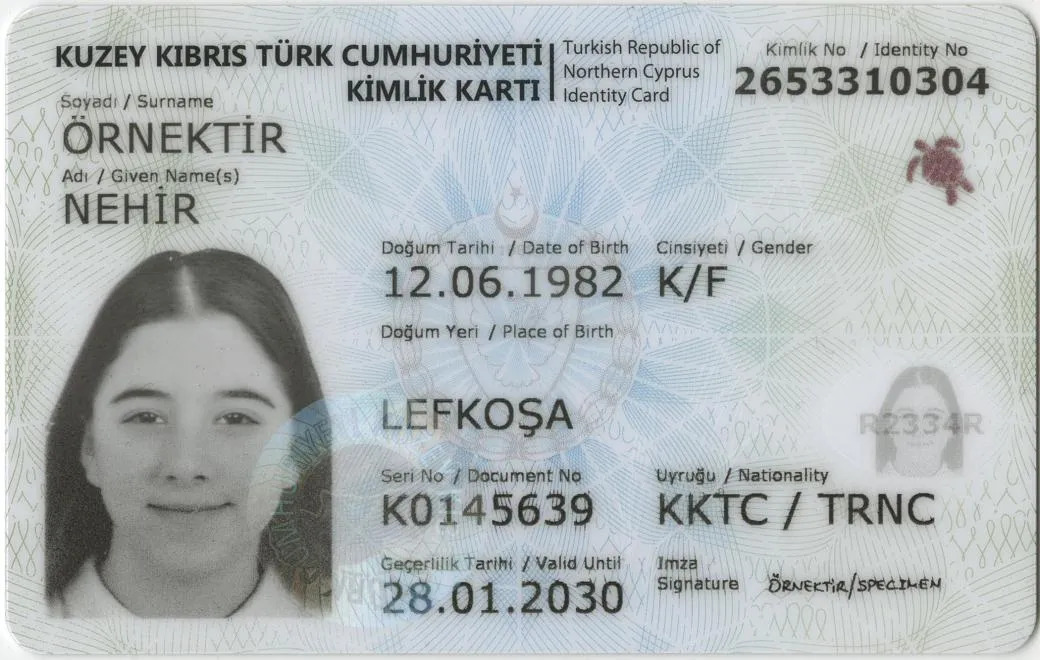 KUZEY KIBRIS TÜRK CUMHURİYETİ
KİMLİK KARTI
Turkish Republic of
Northern Cyprus
Identity Card
Kimlik No / Identity No
2653310304
Soyadı / Surname
ÖRNEKTİR
Adı / Given Name(s)
NEHİR
Doğum Tarihi / Date of Birth
12.06.1982
Cinsiyeti / Gender
K/F
Doğum Yeri / Place of Birth
LEFKOŞA
R2334R
Seri No / Document No
K0145639
Uyruğu / Nationality
KKTC / TRNC
Geçerlilik Tarihi / Valid Until
28.01.2030
Imza
Signature
ÖRNEKTİR/SPECIMEN